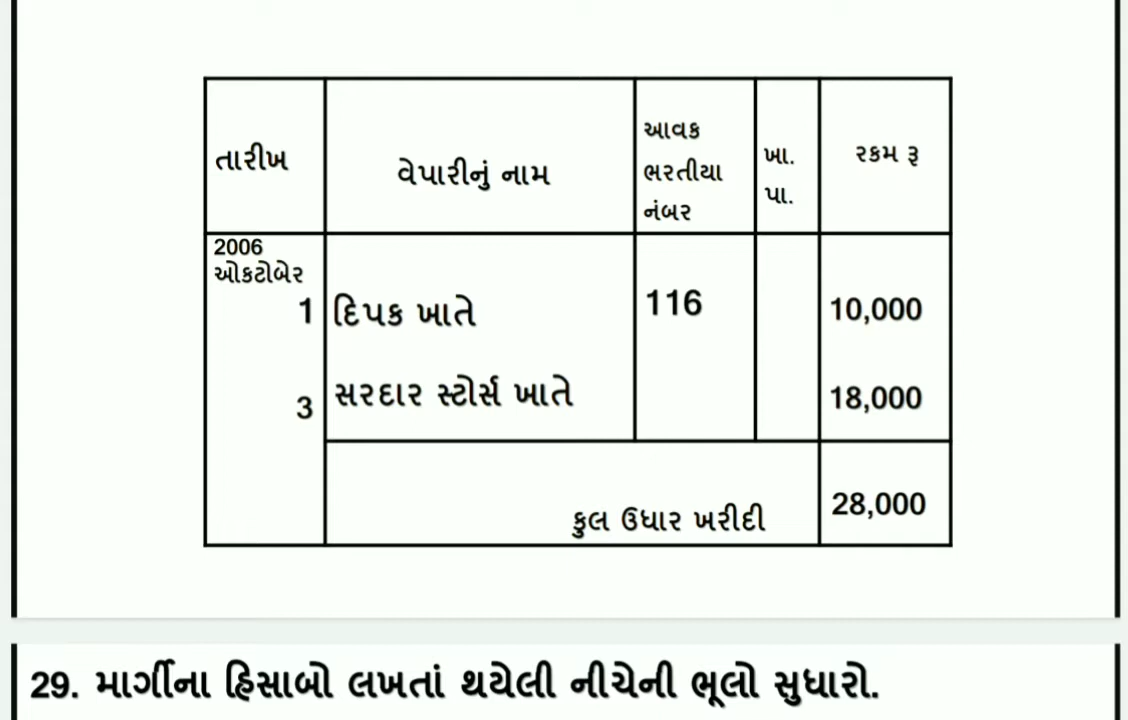 તારીખ વેપારીનું નામ આવક ભરતીયા નંબર ખા. પા. રકમ રૂ
2006
ઓકટોબેર
1 દિપક ખાતે 116 10,000
3 સરદાર સ્ટોર્સ ખાતે 18,000
કુલ ઉધાર ખરીદી 28,000
29. માર્ગીના હિસાબો લખતાં થયેલી નીચેની ભૂલો સુધારો.